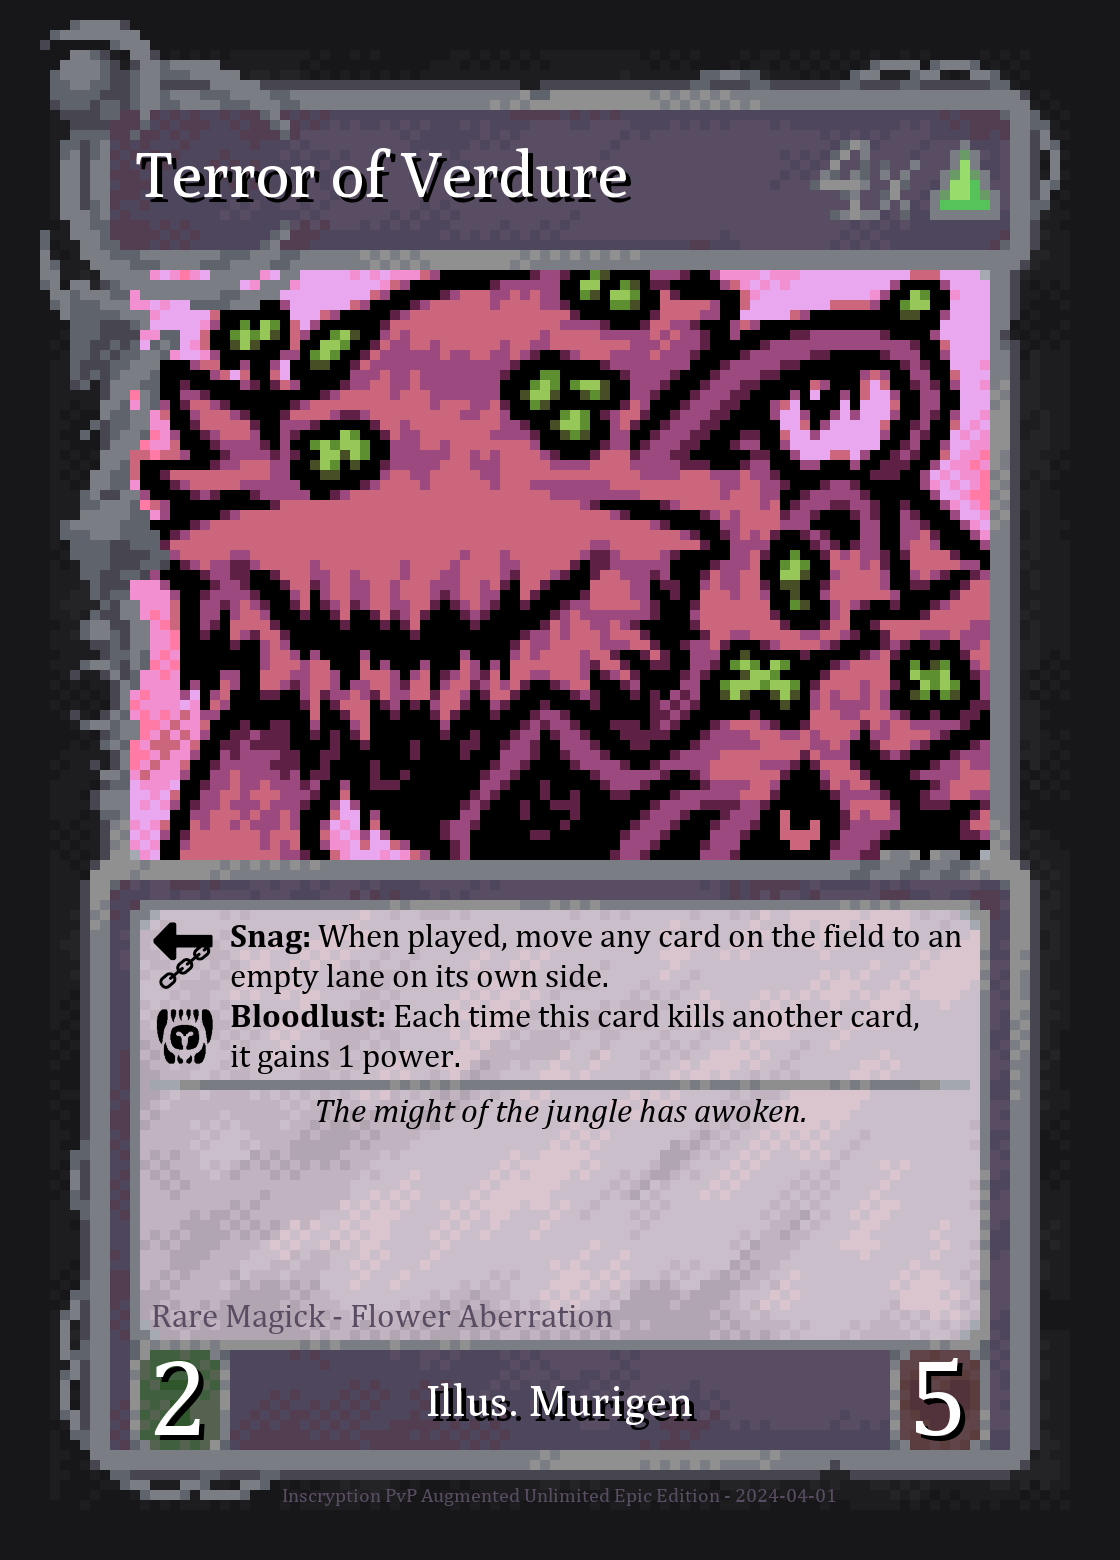 Terror of Verdure
4x
Snag: When played, move any card on the field to an
empty lane on its own side.
Bloodlust: Each time this card kills another card,
it gains 1 power.
The might of the jungle has awoken.
Rare Magick - Flower Aberration
2
Illus. Murigen
5
Inscryption PvP Augmented Unlimited Epic Edition - 2024-04-01